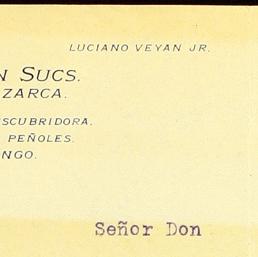 LUCIANO VEYAN JR.
N SUCS.
ZARCA.
SCUBRIDORA.
PEÑOLES.
NGO.
Señor Don